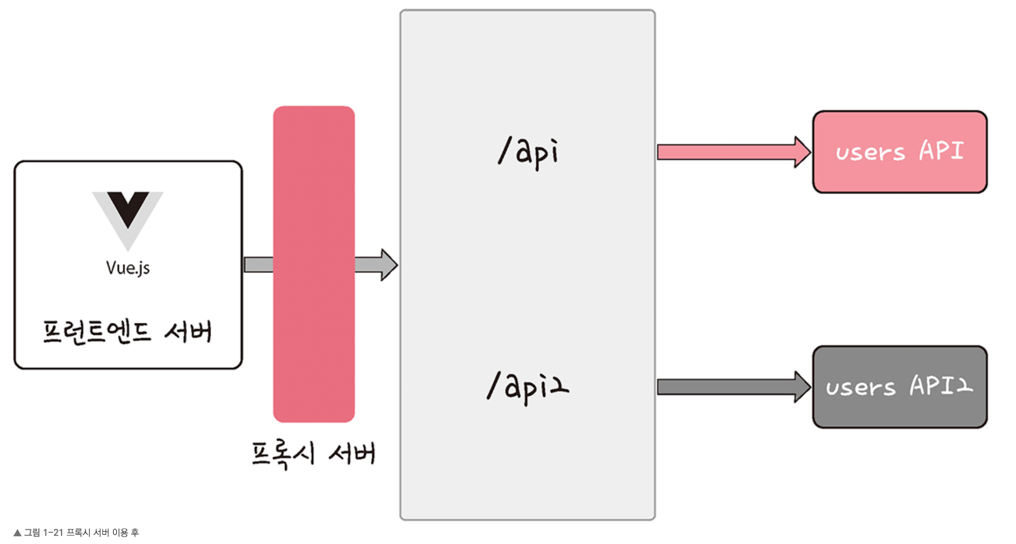 Vue.js
프런트엔드 서버
프록시 서버
/api
/api2
users API
users API2
▲ 그림 1-21 프록시 서버 이용 후